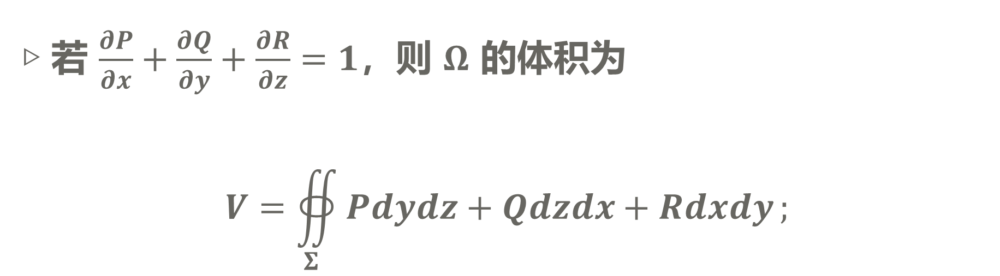 ▷ 若 ∂P/∂x + ∂Q/∂y + ∂R/∂z = 1，则 Ω 的体积为
V = ∯_Σ Pdydz + Qdzdx + Rdxdy;